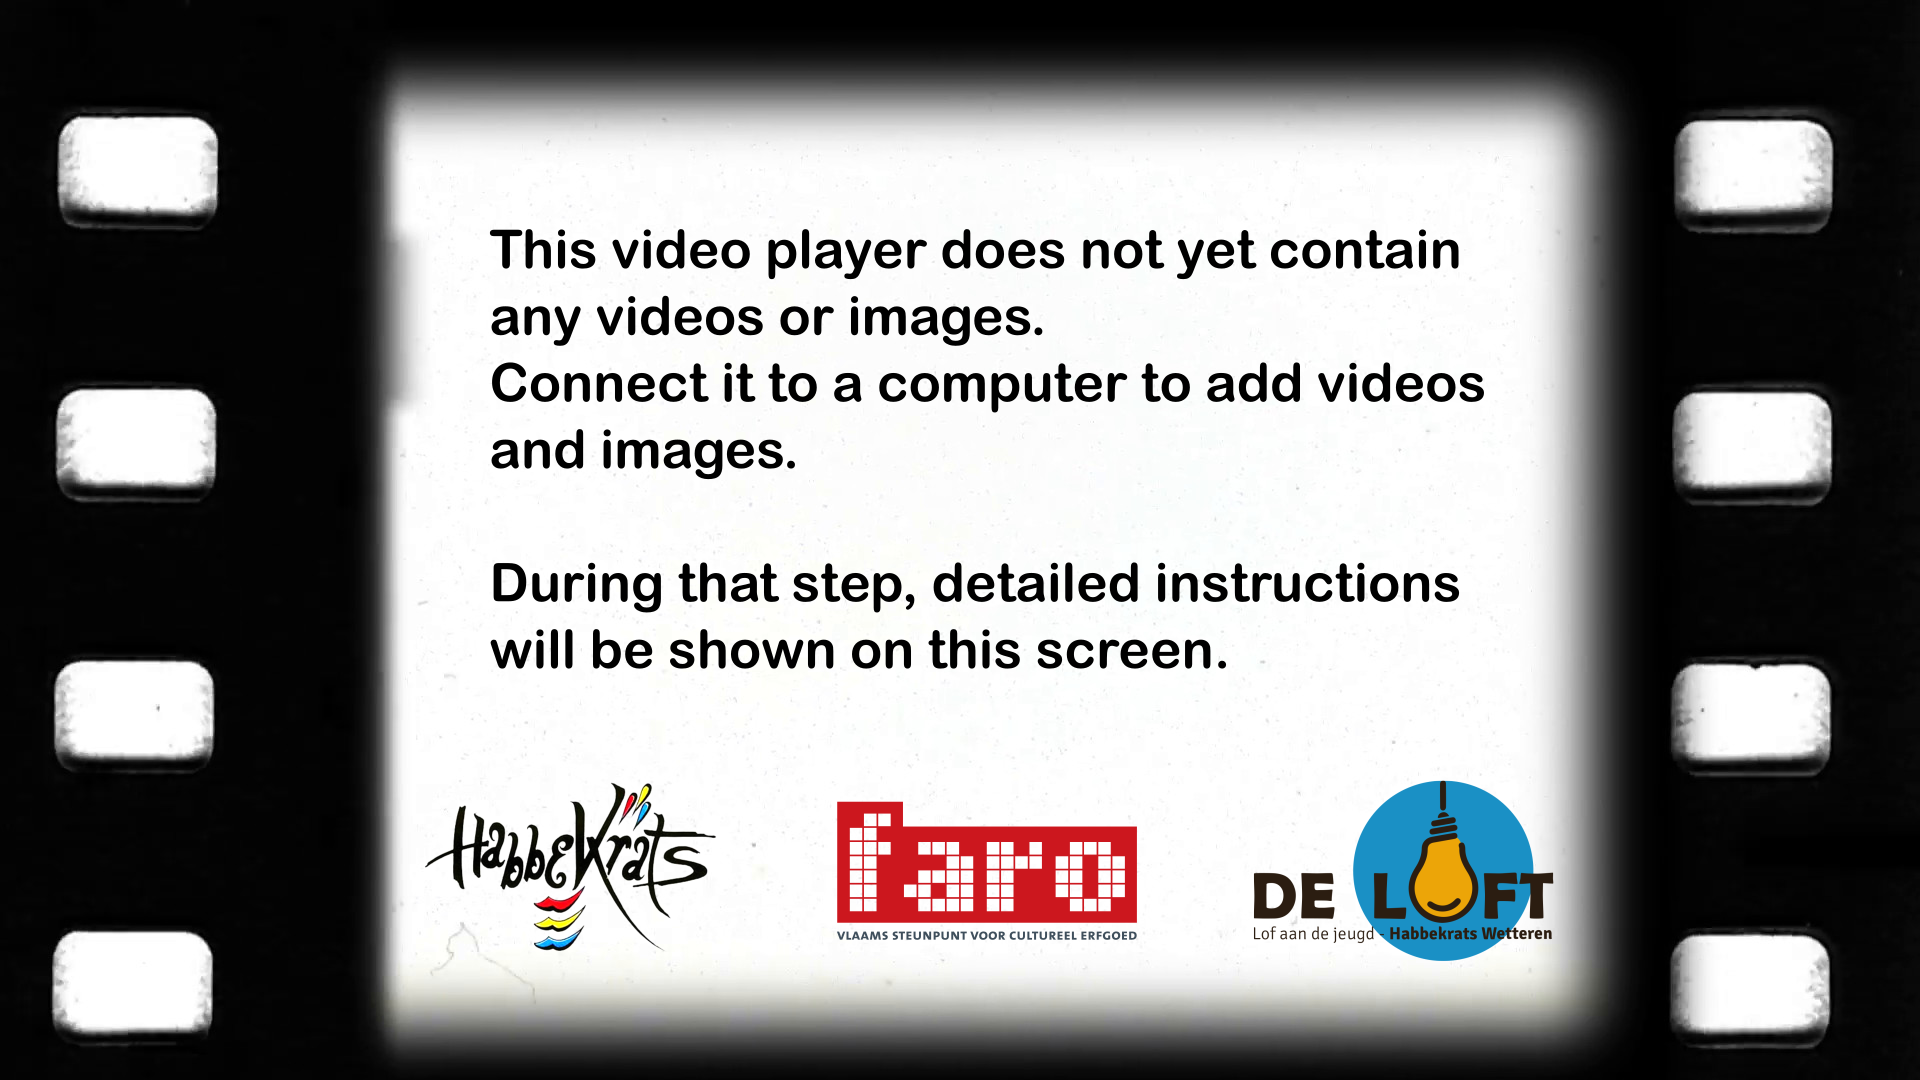 This video player does not yet contain
any videos or images.
Connect it to a computer to add videos
and images.
During that step, detailed instructions
will be shown on this screen.
HabbeKrats
faro
VLAAMS STEUNPUNT VOOR CULTUREEL ERFGOED
DE LOFT
Lof aan de jeugd - Habbekrats Wetteren